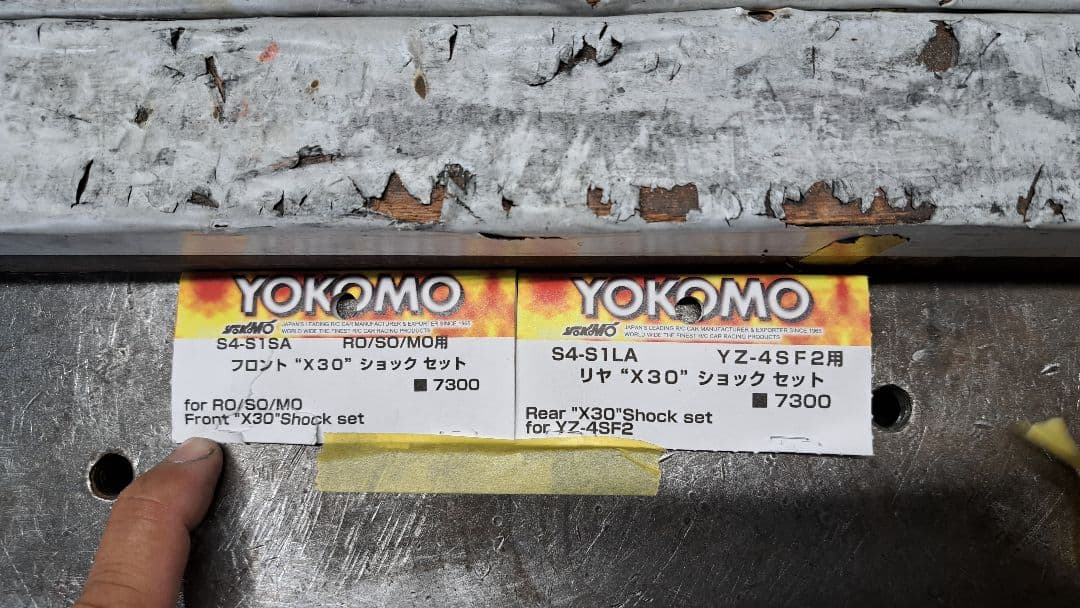 YOKOMO
YOKOMO JAPAN'S LEADING R/C CAR MANUFACTURER & EXPORTER SINCE 1965
WORLD WIDE THE FINEST R/C CAR RACING PRODUCTS
S4-S1SA RO/SO/MO用
フロント “X30” ショック セット
■7300
for RO/SO/MO
Front "X30"Shock set
YOKOMO
YOKOMO JAPAN'S LEADING R/C CAR MANUFACTURER & EXPORTER SINCE 1965
WORLD WIDE THE FINEST R/C CAR RACING PRODUCTS
S4-S1LA YZ-4SF2用
リヤ “X30” ショック セット
■7300
Rear "X30"Shock set
for YZ-4SF2